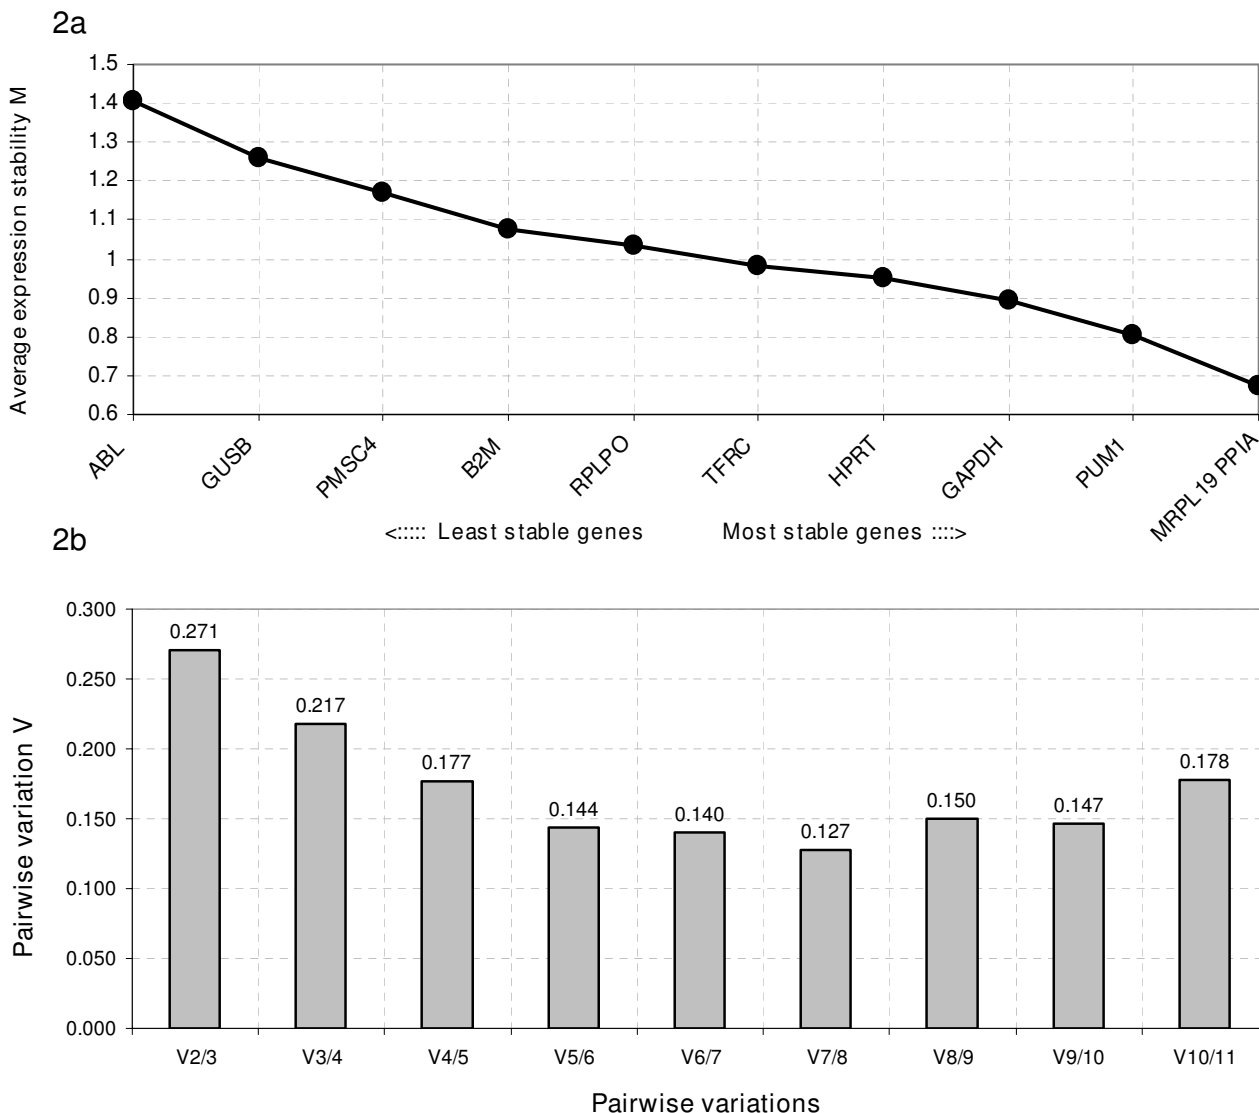 2a
Average expression stability M
1.5
1.4
1.3
1.2
1.1
1
0.9
0.8
0.7
0.6
ABL
GUSB
PMSC4
B2M
RPLPO
TFRC
HPRT
GAPDH
PUM1
MRPL19 PPIA
<::::: Least stable genes
Most stable genes ::::>
2b
Pairwise variation V
0.300
0.250
0.200
0.150
0.100
0.050
0.000
0.271
0.217
0.177
0.144
0.140
0.127
0.150
0.147
0.178
V2/3
V3/4
V4/5
V5/6
V6/7
V7/8
V8/9
V9/10
V10/11
Pairwise variations